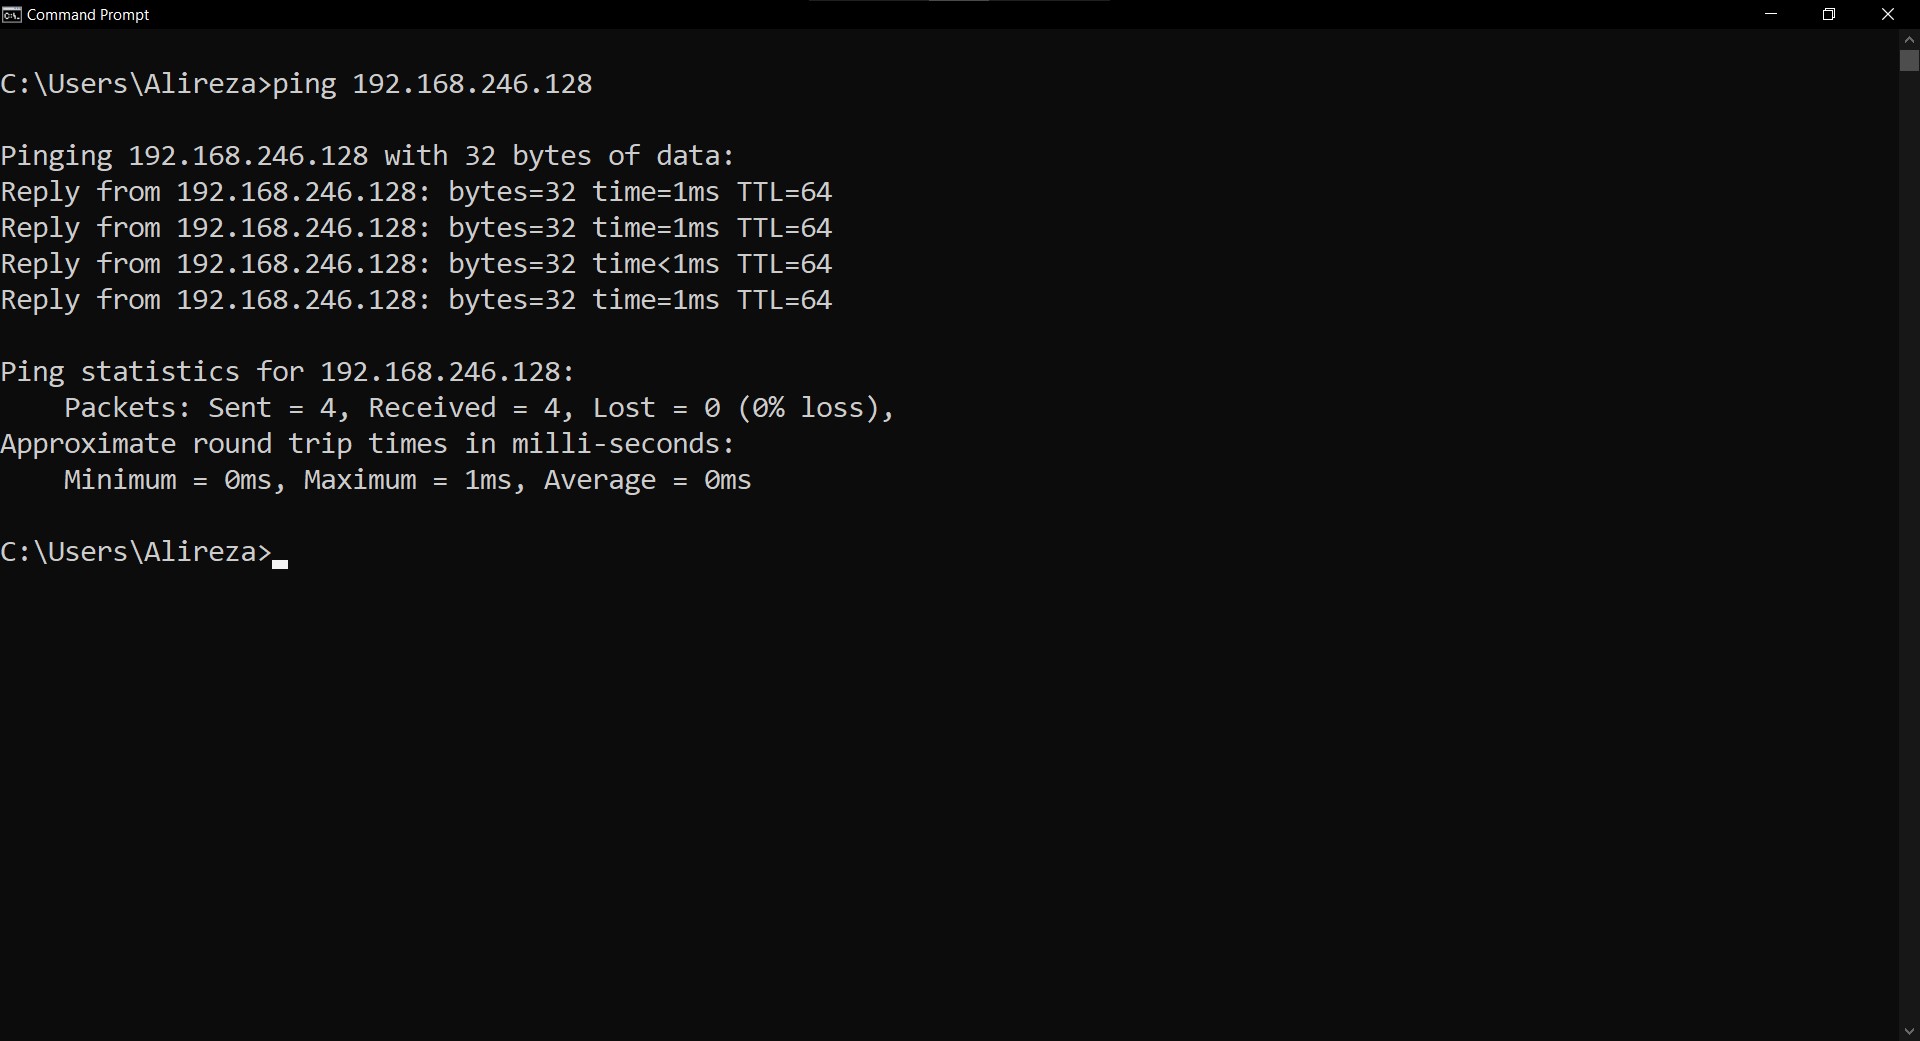 Command Prompt
C:\Users\Alireza>ping 192.168.246.128
Pinging 192.168.246.128 with 32 bytes of data:
Reply from 192.168.246.128: bytes=32 time=1ms TTL=64
Reply from 192.168.246.128: bytes=32 time=1ms TTL=64
Reply from 192.168.246.128: bytes=32 time<1ms TTL=64
Reply from 192.168.246.128: bytes=32 time=1ms TTL=64
Ping statistics for 192.168.246.128:
    Packets: Sent = 4, Received = 4, Lost = 0 (0% loss),
Approximate round trip times in milli-seconds:
    Minimum = 0ms, Maximum = 1ms, Average = 0ms
C:\Users\Alireza>